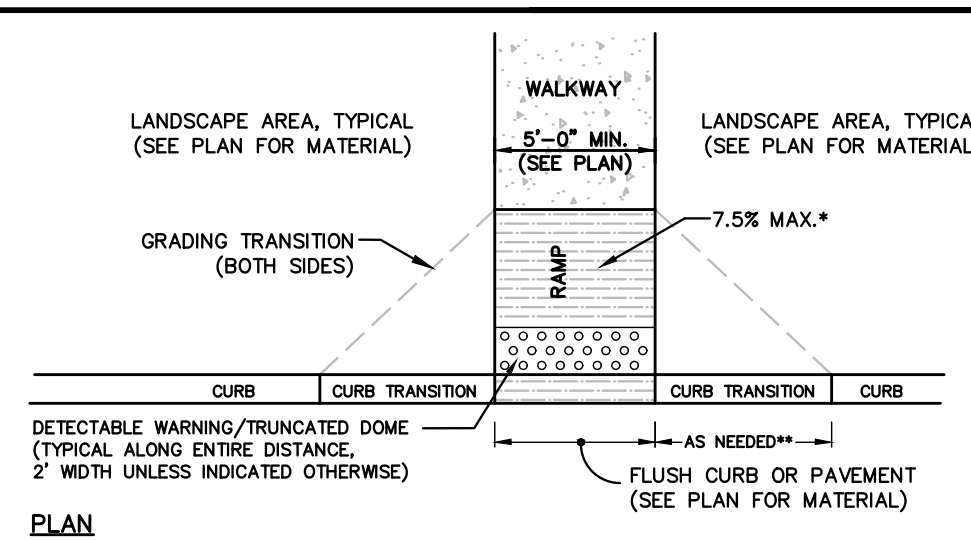 WALKWAY
LANDSCAPE AREA, TYPICAL
(SEE PLAN FOR MATERIAL)
5'-0" MIN.
(SEE PLAN)
LANDSCAPE AREA, TYPICA
(SEE PLAN FOR MATERIAL
7.5% MAX.*
GRADING TRANSITION
(BOTH SIDES)
RAMP
CURB
CURB TRANSITION
CURB TRANSITION
CURB
DETECTABLE WARNING/TRUNCATED DOME
(TYPICAL ALONG ENTIRE DISTANCE,
2' WIDTH UNLESS INDICATED OTHERWISE)
AS NEEDED**
FLUSH CURB OR PAVEMENT
(SEE PLAN FOR MATERIAL)
PLAN